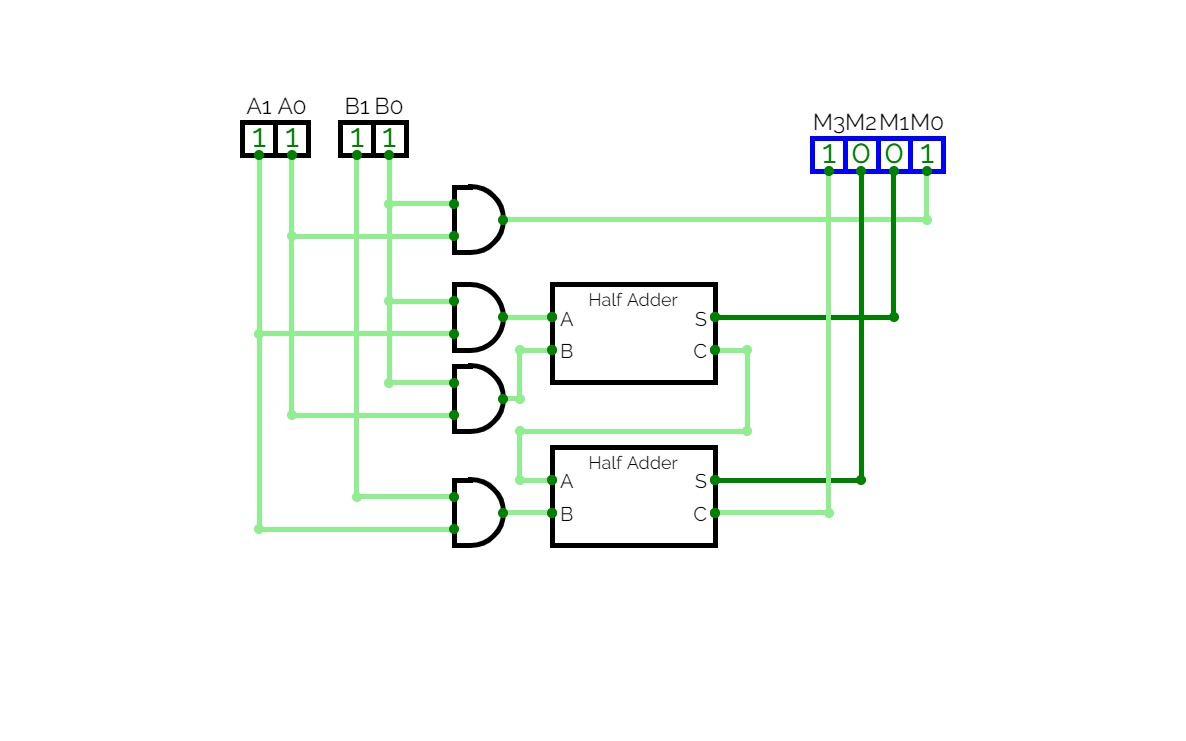 A1 A0 B1 B0
M3 M2 M1 M0
1 1 1 1
1 0 0 1
Half Adder
A S
B C
Half Adder
A S
B C